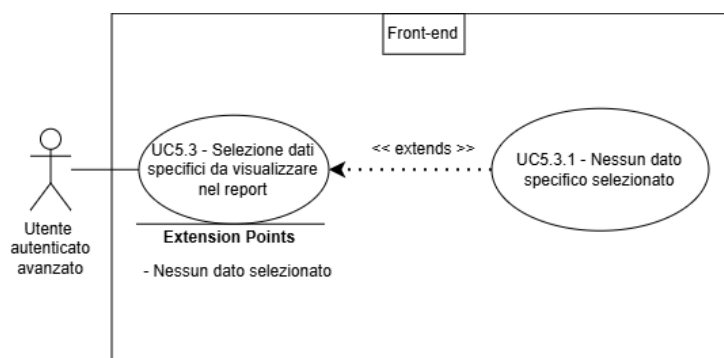 Front-end
UC5.3 - Selezione dati
specifici da visualizzare
nel report
<< extends >>
UC5.3.1 - Nessun dato
specifico selezionato
Utente
autenticato
avanzato
Extension Points
- Nessun dato selezionato